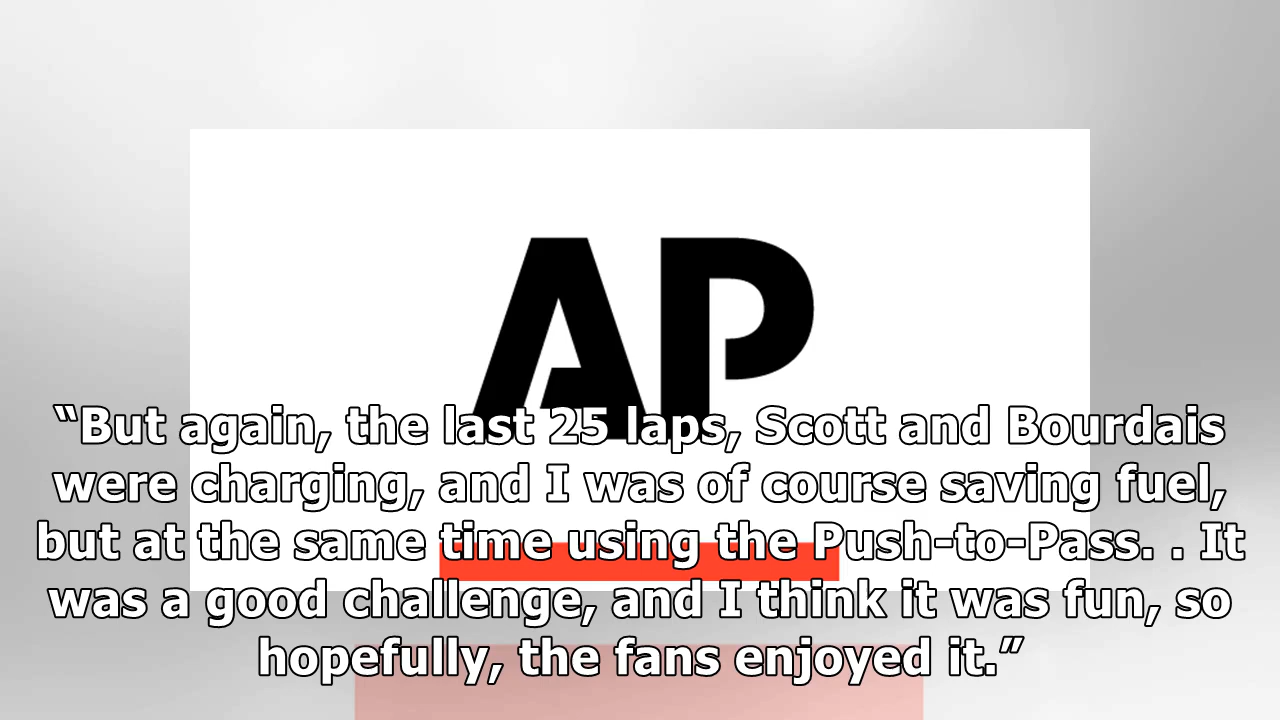 AP
“But again, the last 25 laps, Scott and Bourdais
were charging, and I was of course saving fuel,
but at the same time using the Push-to-Pass. . It
was a good challenge, and I think it was fun, so
hopefully, the fans enjoyed it.”